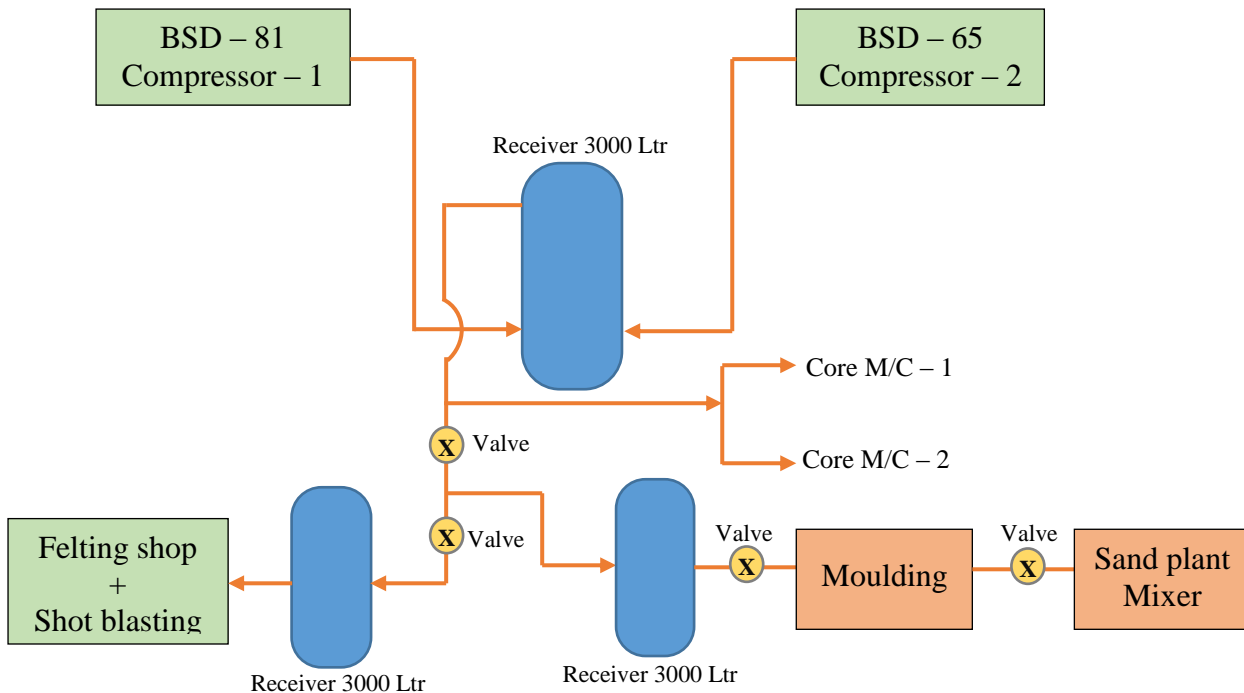 BSD – 81
Compressor – 1
BSD – 65
Compressor – 2
Receiver 3000 Ltr
Core M/C – 1
X
Valve
Core M/C – 2
Felting shop
+
Shot blasting
X
Valve
Valve
X
Moulding
Valve
X
Sand plant
Mixer
Receiver 3000 Ltr
Receiver 3000 Ltr